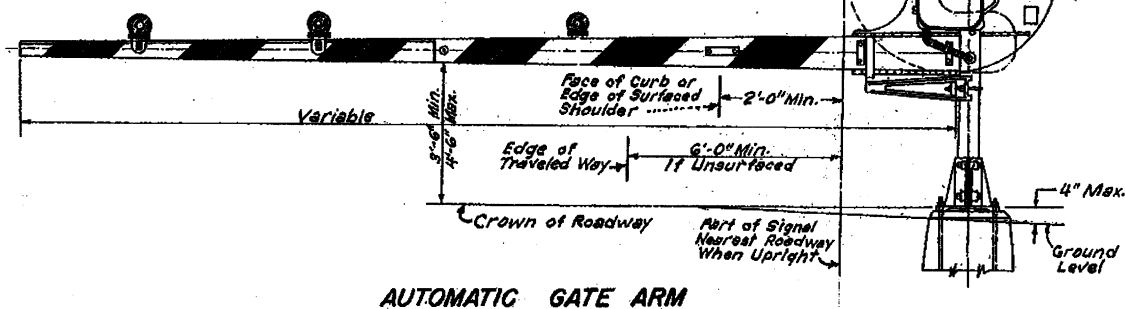 Face of Curb or
Edge of Surfaced
Shoulder
2'-0" Min.
Variable
3'-6" Min.
4'-6" Max.
Edge of
Traveled Way
6'-0" Min.
If Unsurfaced
4" Max.
Crown of Roadway
Part of Signal
Nearest Roadway
When Upright
Ground
Level
AUTOMATIC GATE ARM